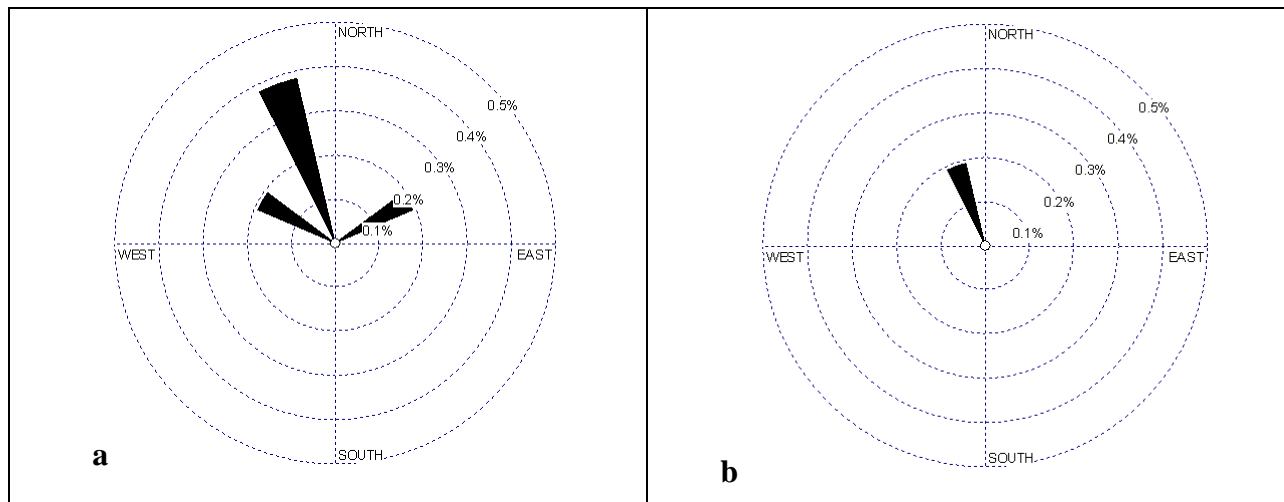 NORTH
0.5%
0.4%
0.3%
0.2%
0.1%
WEST
EAST
SOUTH
a
NORTH
0.5%
0.4%
0.3%
0.2%
0.1%
WEST
EAST
SOUTH
b